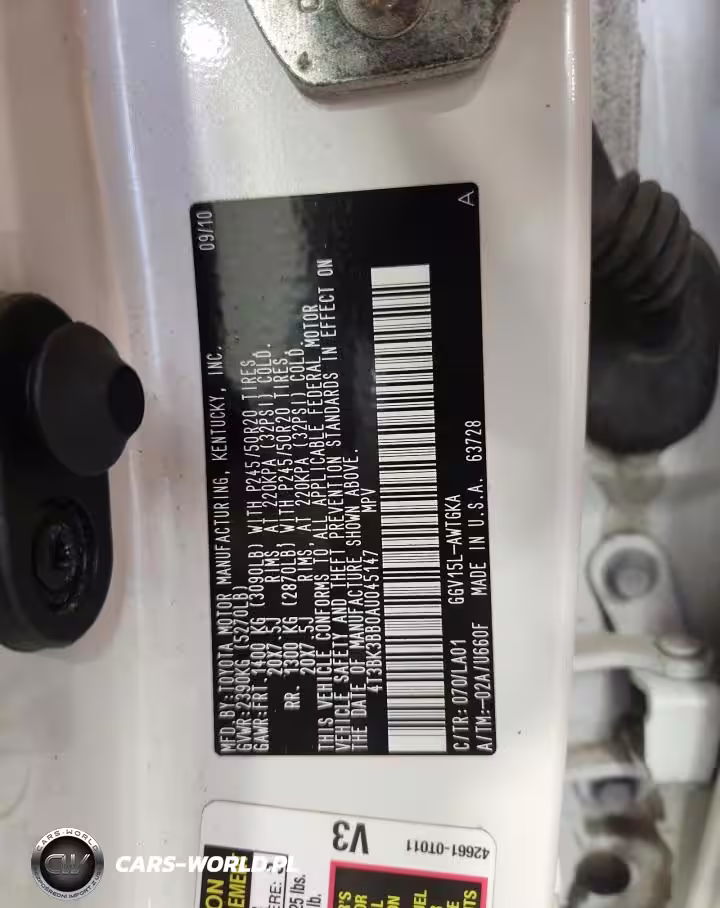 MFD. BY: TOYOTA MOTOR MANUFACTURING, KENTUCKY, INC. 09/10
GVWR:2390KG (5270LB)
GAWR:FRT 1400 KG (3090LB) WITH P245/50R20 TIRES,
20X7.5J RIMS, AT 220KPA (32PSI) COLD.
RR. 1300 KG (2870LB) WITH P245/50R20 TIRES,
20X7.5J RIMS, AT 220KPA (32PSI) COLD.
THIS VEHICLE CONFORMS TO ALL APPLICABLE FEDERAL MOTOR
VEHICLE SAFETY AND THEFT PREVENTION STANDARDS IN EFFECT ON
THE DATE OF MANUFACTURE SHOWN ABOVE.
4T3BK3BB0AU045147 MPV
C/TR: 070/LA01 GGV15L-AWTGKA
A/TM:-02A/U660F MADE IN U.S.A. 63728 A
V3
42661-0T011
CARS-WORLD
CW
CARS-WORLD.PL